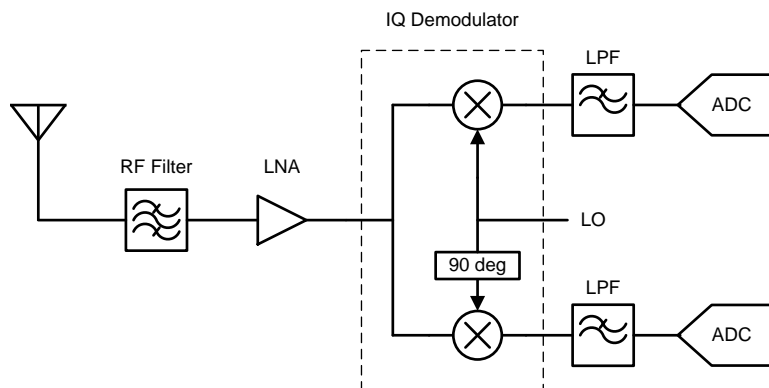 IQ Demodulator
LPF
ADC
RF Filter
LNA
LO
90 deg
LPF
ADC